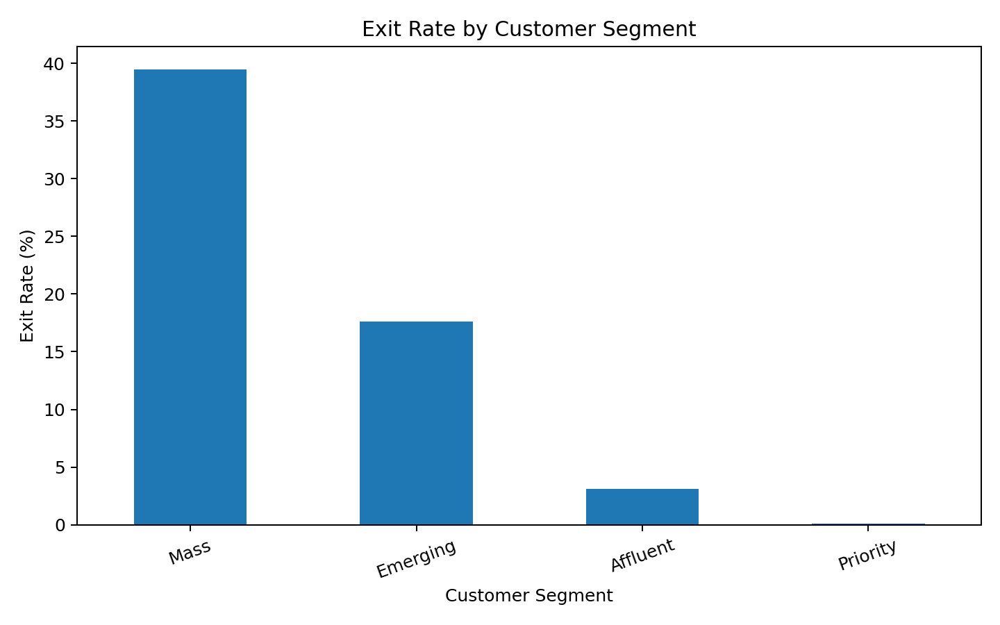 Exit Rate by Customer Segment
Exit Rate (%)
40
35
30
25
20
15
10
5
0
Mass
Emerging
Affluent
Priority
Customer Segment